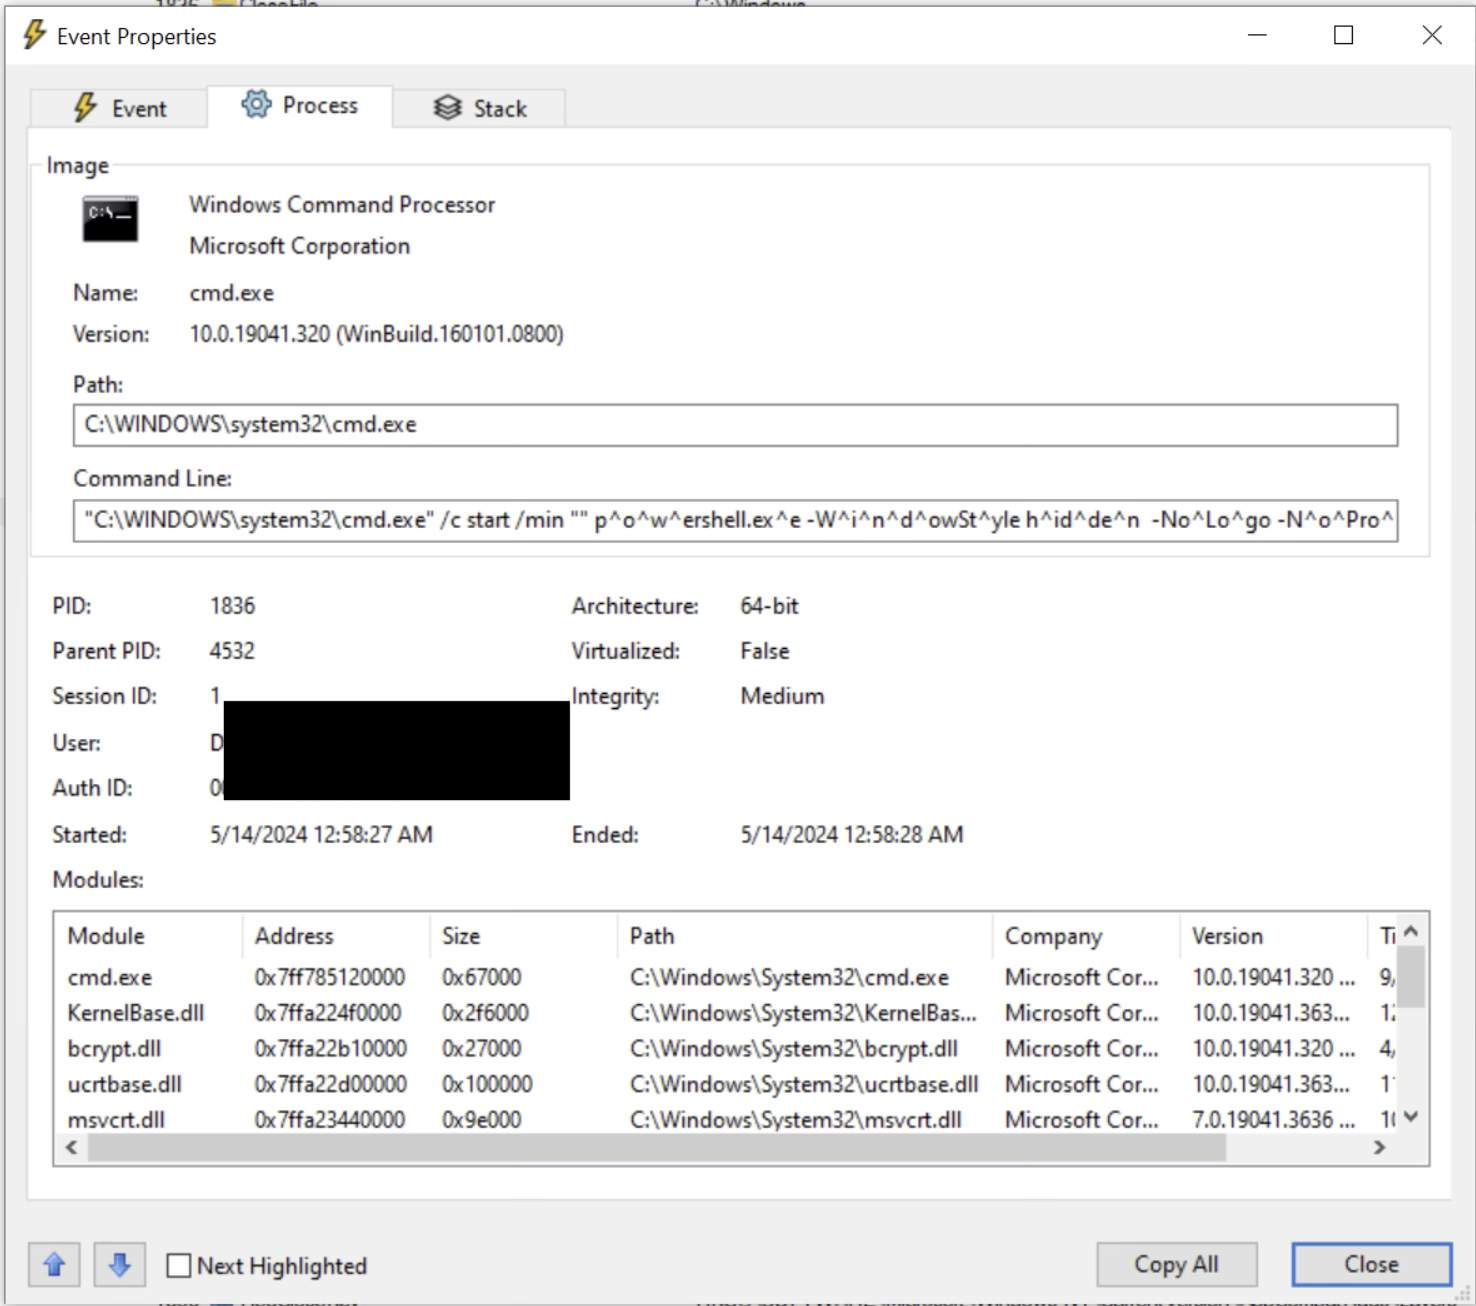 Event Properties
Event Process Stack
Image
Windows Command Processor
Microsoft Corporation
Name: cmd.exe
Version: 10.0.19041.320 (WinBuild.160101.0800)
Path:
C:\WINDOWS\system32\cmd.exe
Command Line:
"C:\WINDOWS\system32\cmd.exe" /c start /min "" p^o^w^ershell.ex^e -W^i^n^d^owSt^yle h^id^de^n  -No^Lo^go -N^o^Pro^
PID: 1836 Architecture: 64-bit
Parent PID: 4532 Virtualized: False
Session ID: 1 Integrity: Medium
User: D
Auth ID: 0
Started: 5/14/2024 12:58:27 AM Ended: 5/14/2024 12:58:28 AM
Modules:
Module Address Size Path Company Version
cmd.exe 0x7ff785120000 0x67000 C:\Windows\System32\cmd.exe Microsoft Cor... 10.0.19041.320 ...
KernelBase.dll 0x7ffa224f0000 0x2f6000 C:\Windows\System32\KernelBas... Microsoft Cor... 10.0.19041.363...
bcrypt.dll 0x7ffa22b10000 0x27000 C:\Windows\System32\bcrypt.dll Microsoft Cor... 10.0.19041.320 ...
ucrtbase.dll 0x7ffa22d00000 0x100000 C:\Windows\System32\ucrtbase.dll Microsoft Cor... 10.0.19041.363...
msvcrt.dll 0x7ffa23440000 0x9e000 C:\Windows\System32\msvcrt.dll Microsoft Cor... 7.0.19041.3636 ...
Next Highlighted Copy All Close